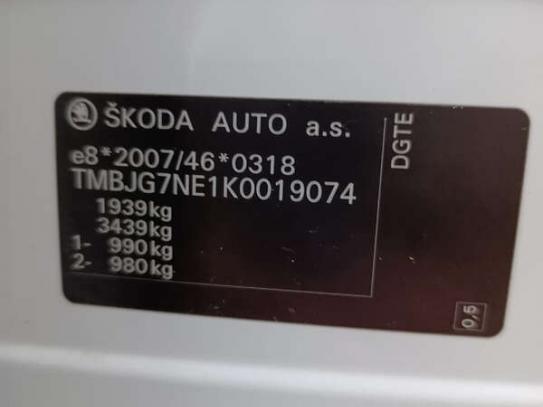 ŠKODA AUTO a.s.
e8*2007/46*0318
TMBJG7NE1K0019074
1939kg
3439kg
1- 990kg
2- 980kg
DGTE
0,5